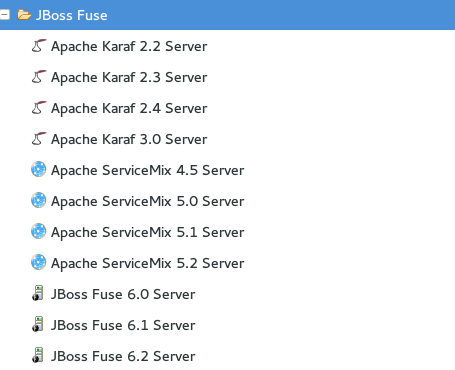 JBoss Fuse
Apache Karaf 2.2 Server
Apache Karaf 2.3 Server
Apache Karaf 2.4 Server
Apache Karaf 3.0 Server
Apache ServiceMix 4.5 Server
Apache ServiceMix 5.0 Server
Apache ServiceMix 5.1 Server
Apache ServiceMix 5.2 Server
JBoss Fuse 6.0 Server
JBoss Fuse 6.1 Server
JBoss Fuse 6.2 Server